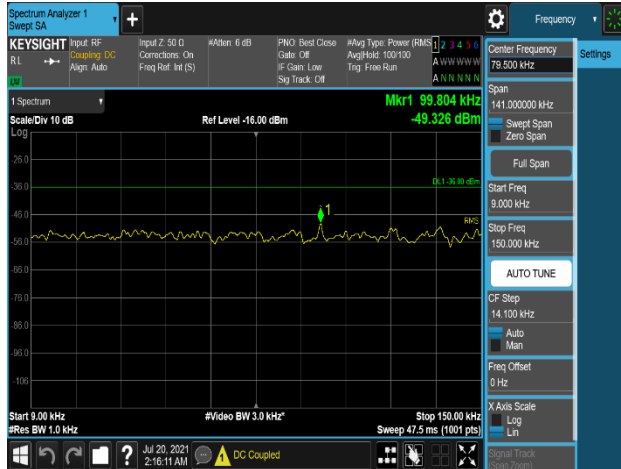 Spectrum Analyzer 1
Swept SA
Frequency
KEYSIGHT
Input: RF
Input Z: 50 Ω
#Atten: 6 dB
PNO: Best Close
#Avg Type: Power (RMS
1 2 3 4 5 6
R L
Coupling: DC
Corrections: On
Gate: Off
Avg|Hold: 100/100
A W W W W W
Align: Auto
Freq Ref: Int (S)
IF Gain: Low
Trig: Free Run
Sig Track: Off
A N N N N N
Center Frequency
79.500 kHz
Settings
Span
141.000000 kHz
Swept Span
Zero Span
Full Span
Start Freq
9.000 kHz
Stop Freq
150.000 kHz
AUTO TUNE
CF Step
14.100 kHz
Auto
Man
Freq Offset
0 Hz
X Axis Scale
Log
Lin
Signal Track
(Span Zoom)
1 Spectrum
Mkr1 99.804 kHz
Scale/Div 10 dB
Ref Level -16.00 dBm
-49.326 dBm
Log
-26.0
-36.0
DL1 -36.00 dBm
-46.0
1
RMS
-56.0
-66.0
-76.0
-86.0
-96.0
-106
Start 9.00 kHz
#Video BW 3.0 kHz*
Stop 150.00 kHz
#Res BW 1.0 kHz
Sweep 47.5 ms (1001 pts)
?
Jul 20, 2021
2:16:11 AM
DC Coupled